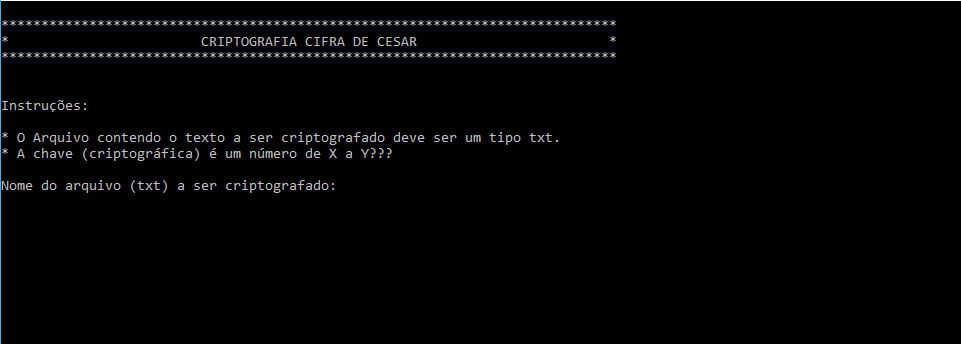 *****************************************************************************
* CRIPTOGRAFIA CIFRA DE CESAR *
*****************************************************************************
Instruções:
* O Arquivo contendo o texto a ser criptografado deve ser um tipo txt.
* A chave (criptográfica) é um número de X a Y???
Nome do arquivo (txt) a ser criptografado: